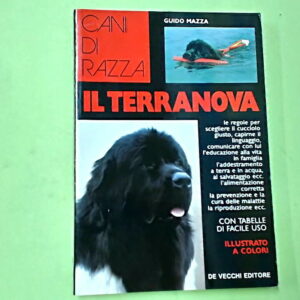 CANI
DI
RAZZA
GUIDO MAZZA
IL TERRANOVA
le regole per
scegliere il cucciolo
giusto, capirne il
linguaggio,
comunicare con lui
l'educazione alla vita
in famiglia
l'addestramento
a terra e in acqua,
al salvataggio ecc.
l'alimentazione
corretta
la prevenzione e la
cura delle malattie
la riproduzione ecc.
CON TABELLE
DI FACILE USO
ILLUSTRATO
A COLORI
DE VECCHI EDITORE